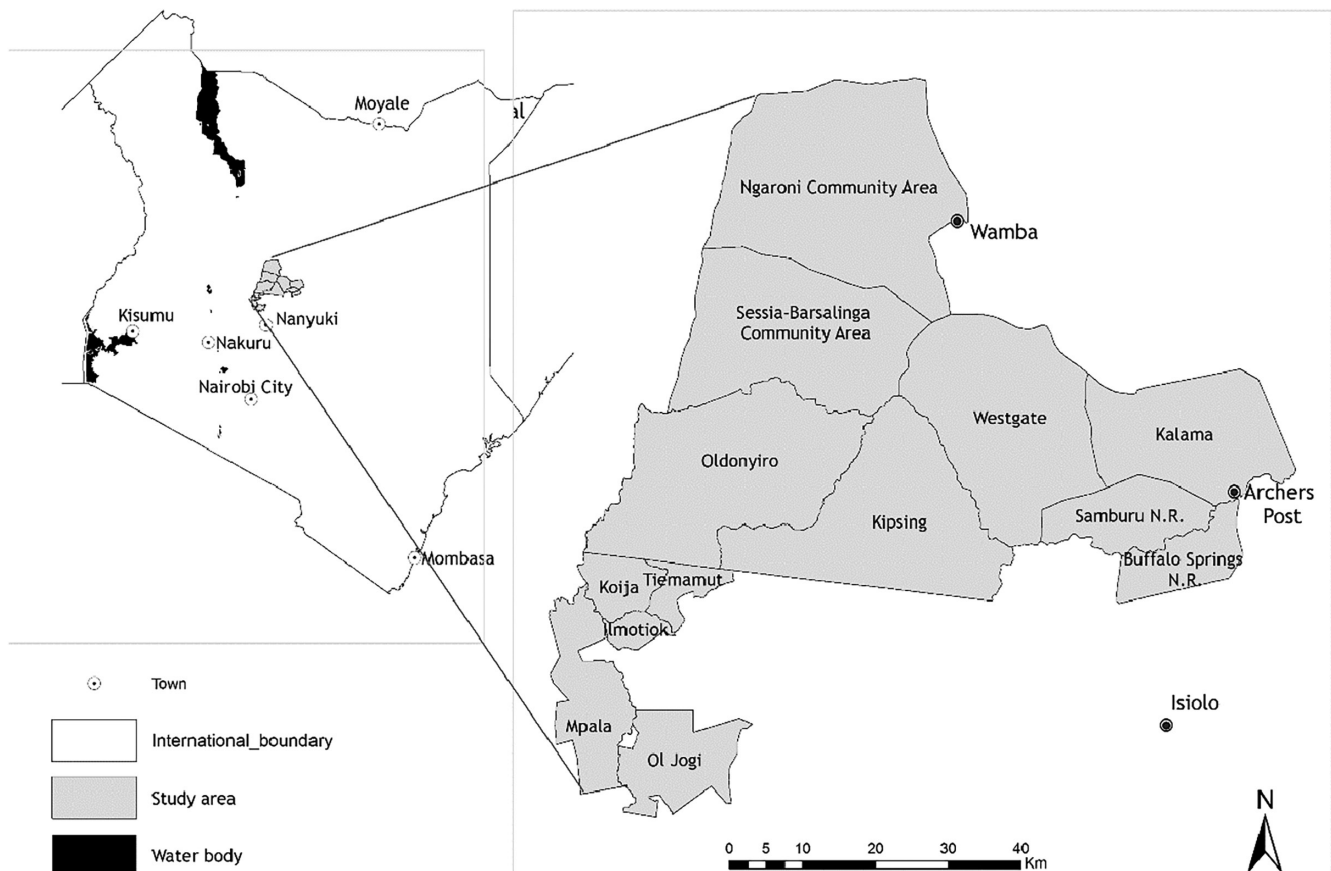 Moyale
al
Kisumu
Nanyuki
Nakuru
Nairobi City
Mombasa
Ngaroni Community Area
Wamba
Sessia-Barsalinga
Community Area
Westgate
Kalama
Oldonyiro
Kipsing
Samburu N.R.
Archers
Post
Buffalo Springs
N.R.
Koija
Tiemamut
Ilmotiok
Mpala
Ol Jogi
Isiolo
Town
International_boundary
Study area
Water body
N
0 5 10 20 30 40
Km